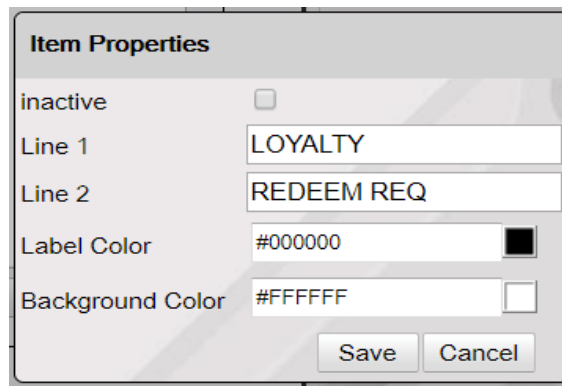 Item Properties
inactive
Line 1 LOYALTY
Line 2 REDEEM REQ
Label Color #000000
Background Color #FFFFFF
Save Cancel